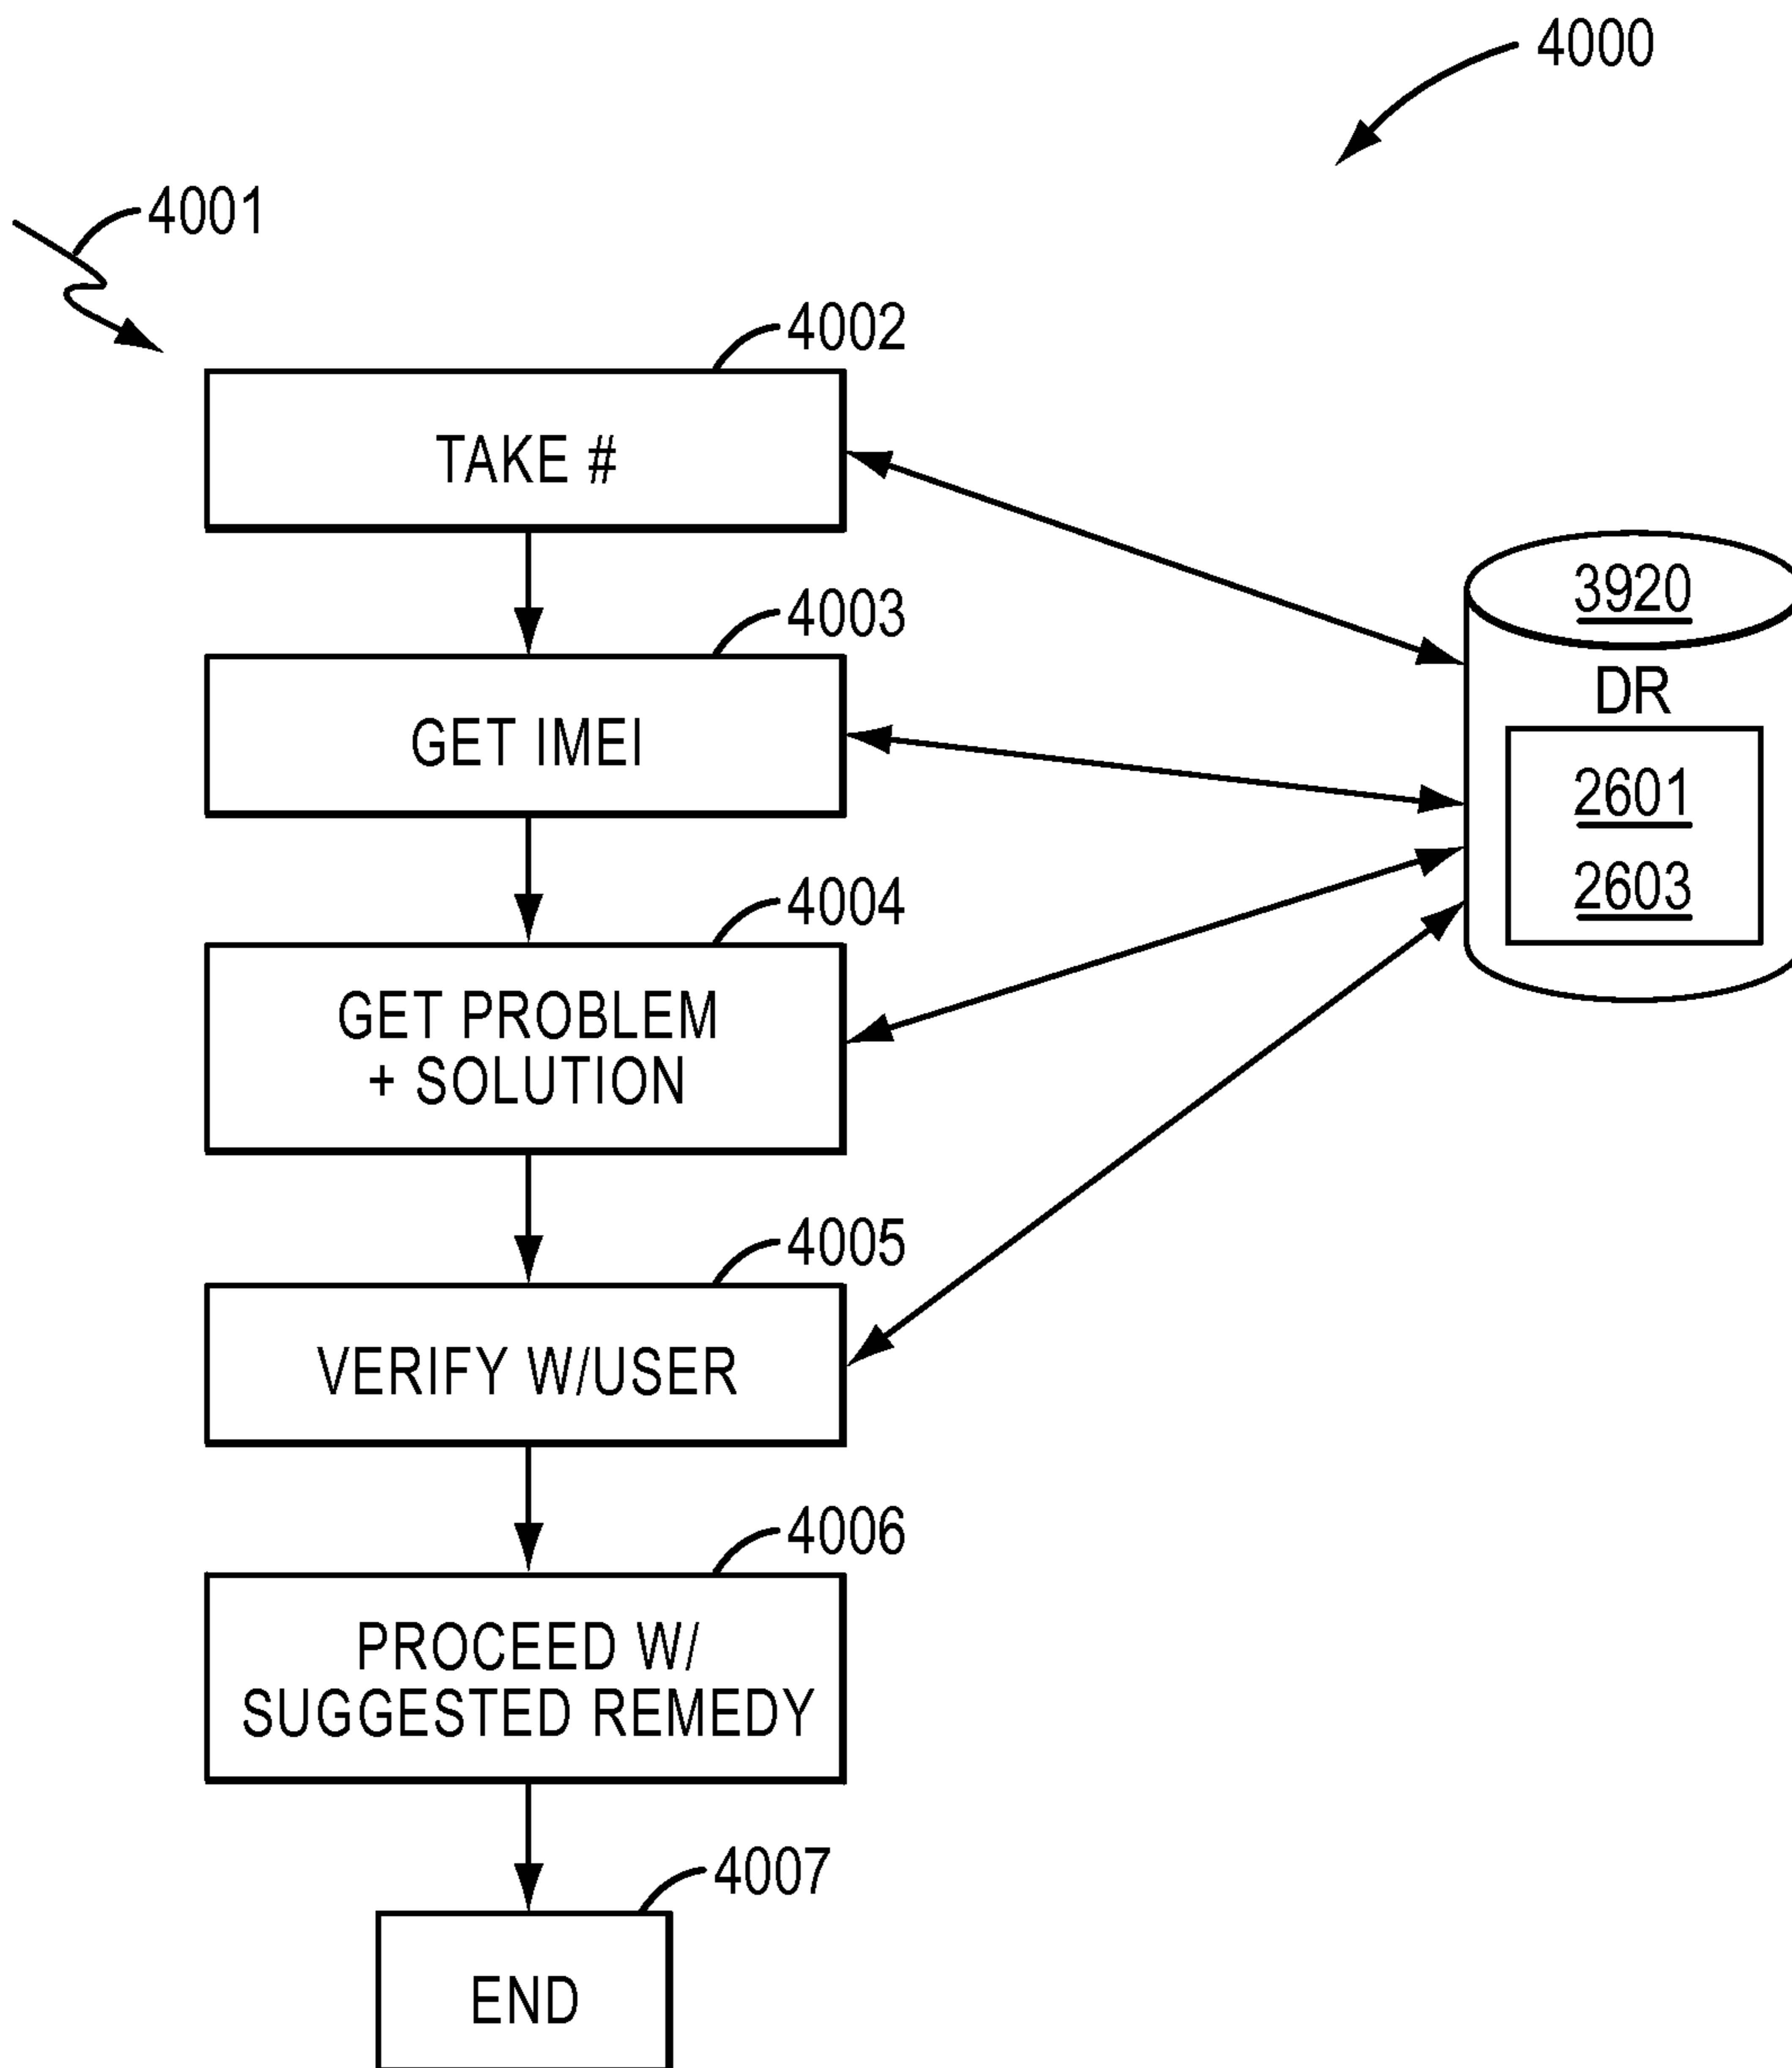 4000
4001
4002
TAKE #
4003
GET IMEI
4004
GET PROBLEM
+ SOLUTION
4005
VERIFY W/USER
4006
PROCEED W/
SUGGESTED REMEDY
4007
END
3920
DR
2601
2603